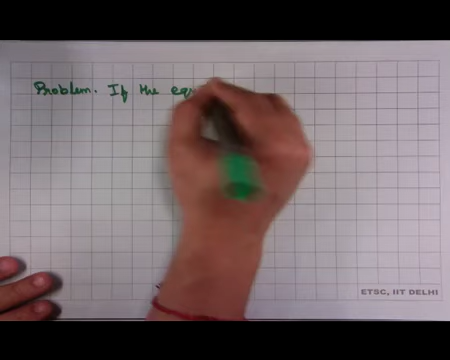 Problem. If the eq
ETSC, IIT DELHI